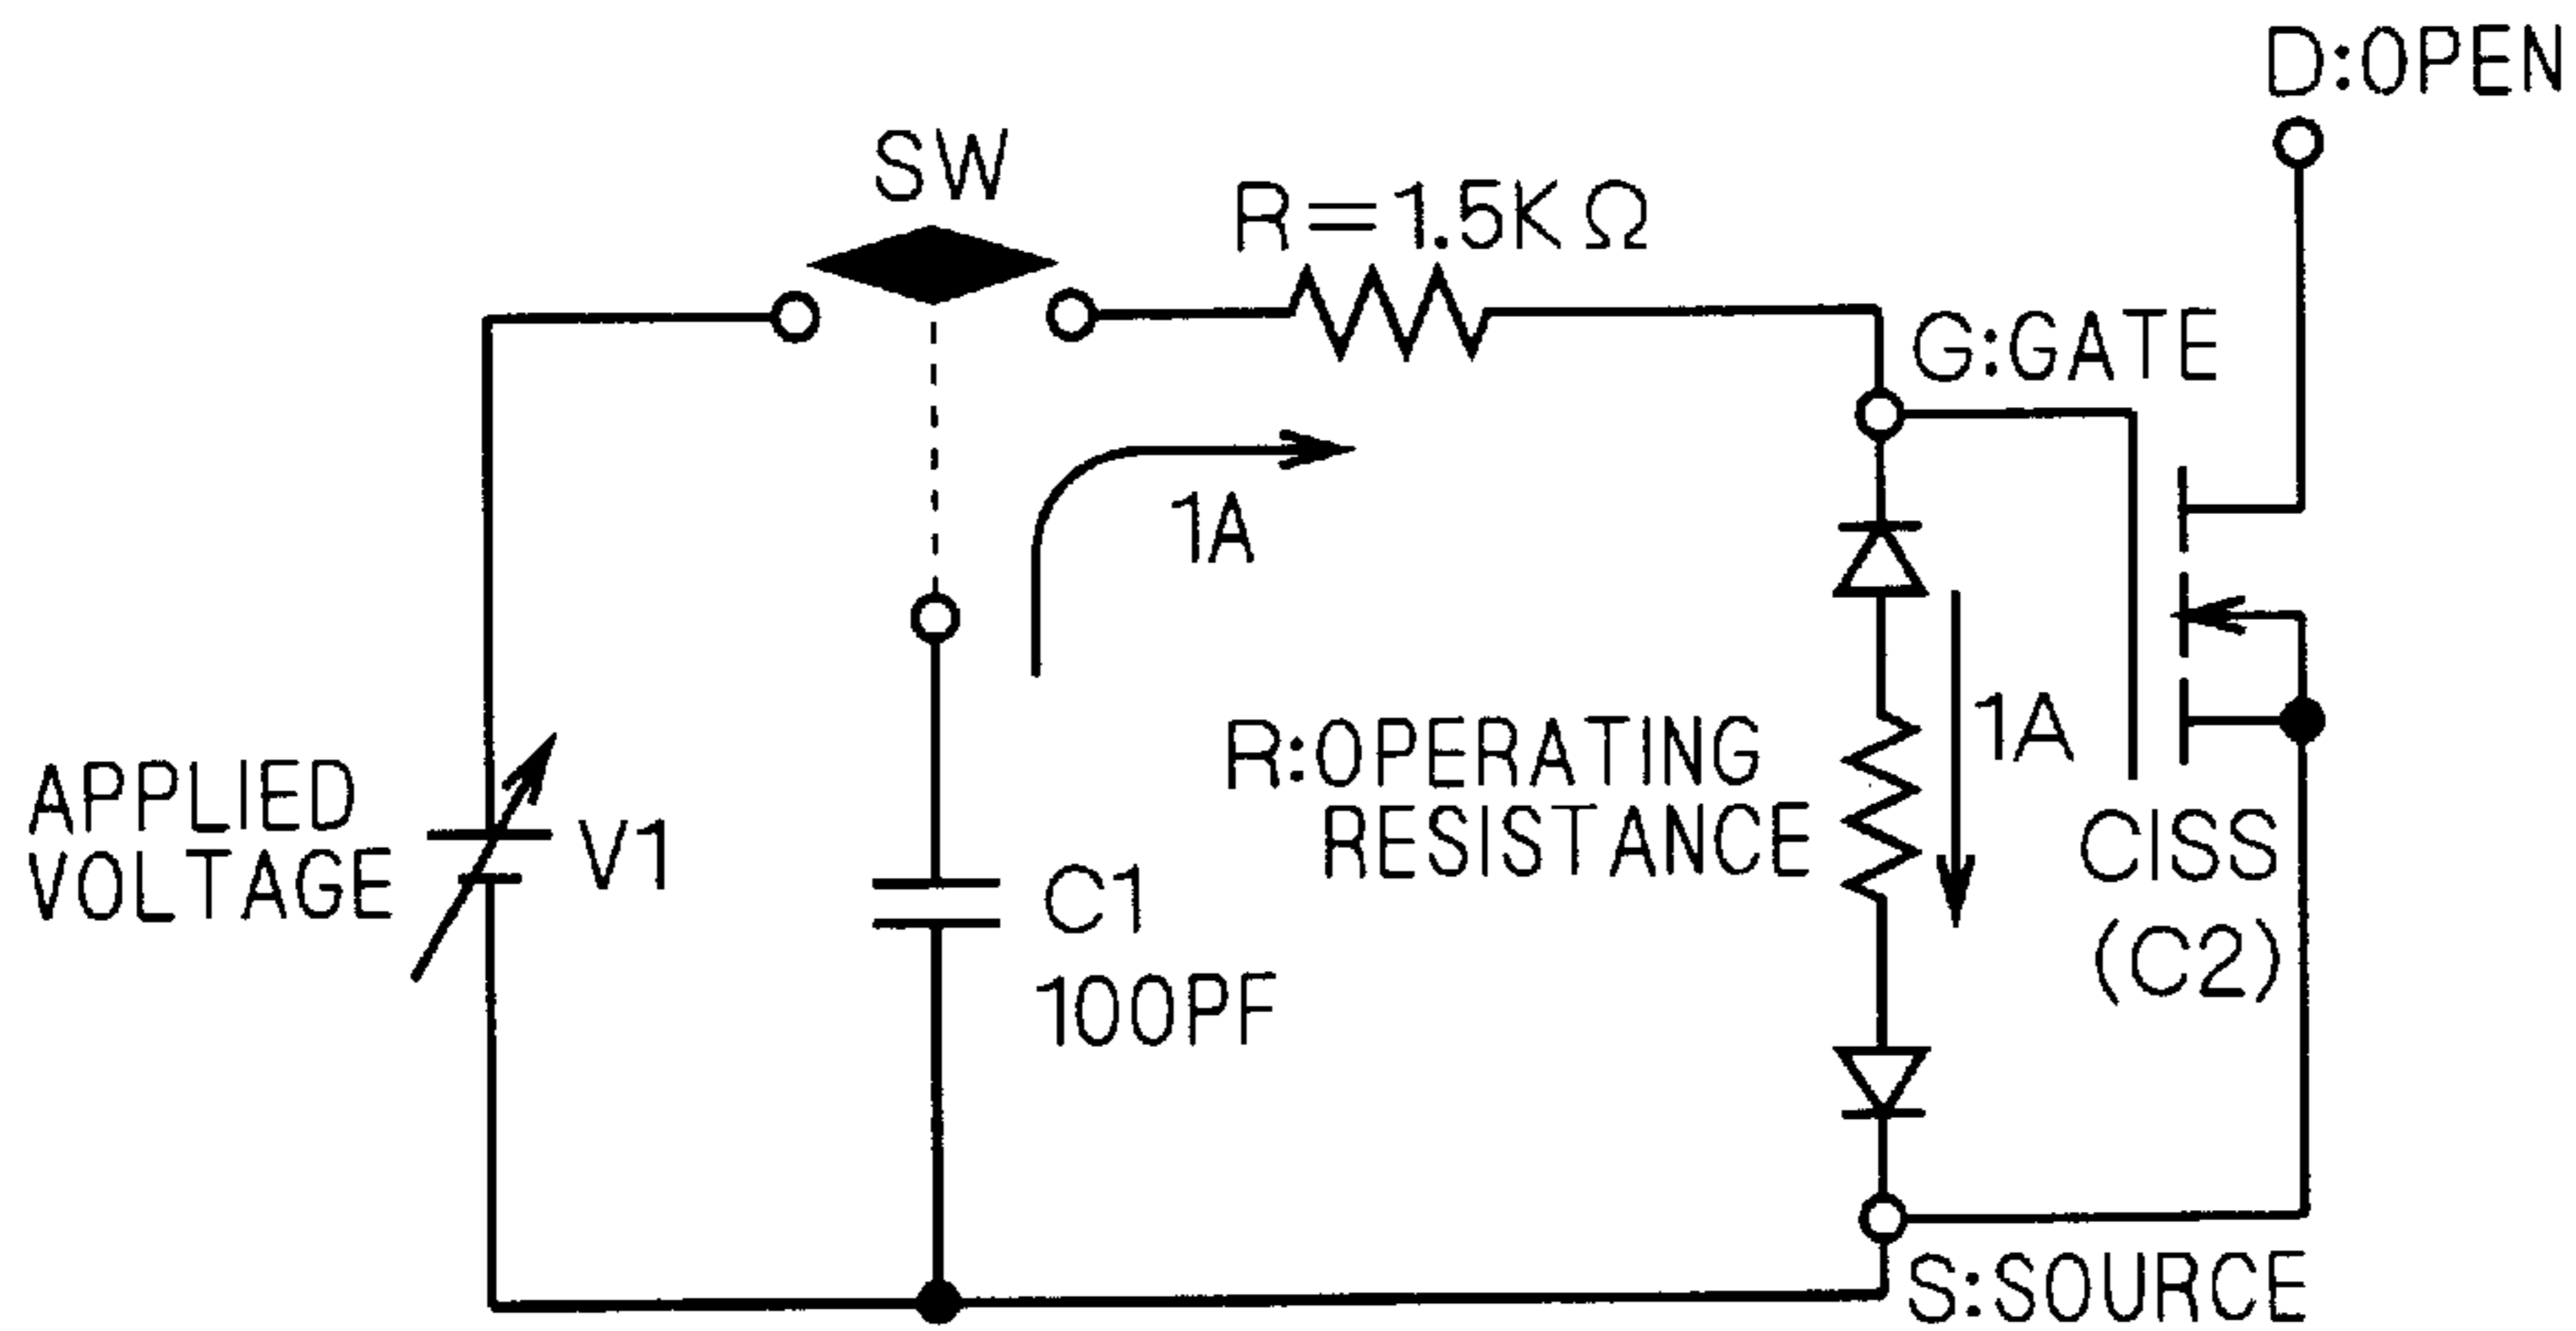 D:OPEN
SW
R=1.5KΩ
G:GATE
1A
R:OPERATING
RESISTANCE
1A
APPLIED
VOLTAGE
V1
C1
100PF
CISS
(C2)
S:SOURCE